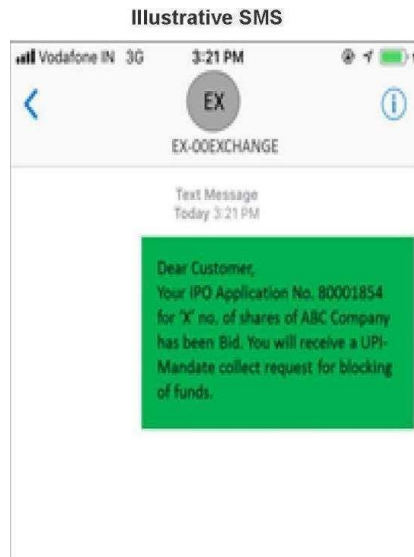 Illustrative SMS
Vodafone IN 3G 3:21 PM
EX
EX-00EXCHANGE
Text Message
Today 3:21 PM
Dear Customer,
Your IPO Application No. 80001854
for 'X' no. of shares of ABC Company
has been Bid. You will receive a UPI-
Mandate collect request for blocking
of funds.